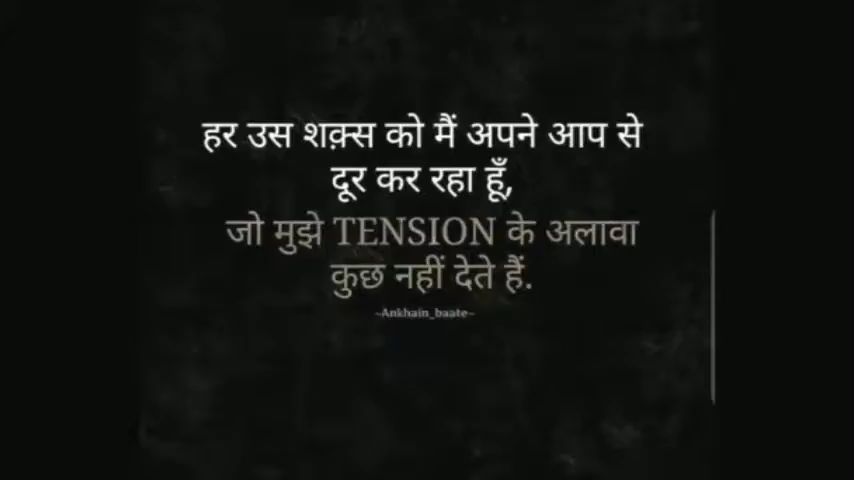 हर उस शक़्स को मैं अपने आप से
दूर कर रहा हूँ,
जो मुझे TENSION के अलावा
कुछ नहीं देते हैं.
~Ankhain_baate~